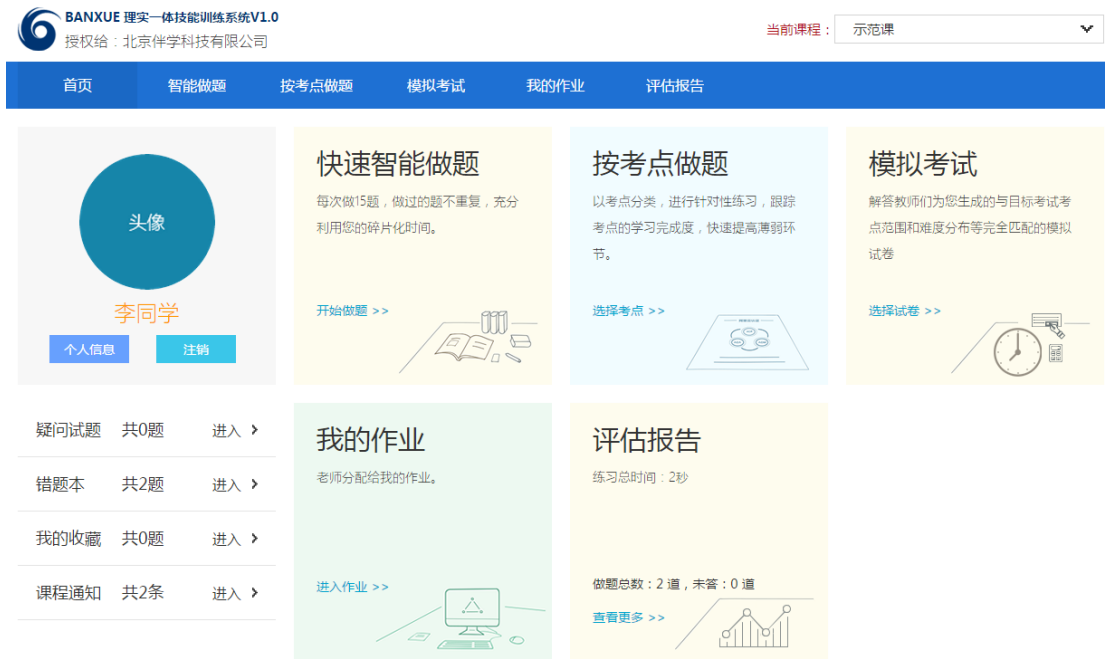 BANXUE 理实一体技能训练系统V1.0
授权给：北京伴学科技有限公司
当前课程：
示范课
首页
智能做题
按考点做题
模拟考试
我的作业
评估报告
头像
李同学
个人信息
注销
快速智能做题
每次做15题，做过的题不重复，充分
利用您的碎片化时间。
开始做题 >>
按考点做题
以考点分类，进行针对性练习，跟踪
考点的学习完成度，快速提高薄弱环
节。
选择考点 >>
模拟考试
解答教师们为您生成的与目标考试考
点范围和难度分布等完全匹配的模拟
试卷
选择试卷 >>
疑问试题 共0题 进入
错题本 共2题 进入
我的收藏 共0题 进入
课程通知 共2条 进入
我的作业
老师分配给我的作业。
进入作业 >>
评估报告
练习总时间：2秒
做题总数：2 道，未答：0 道
查看更多 >>